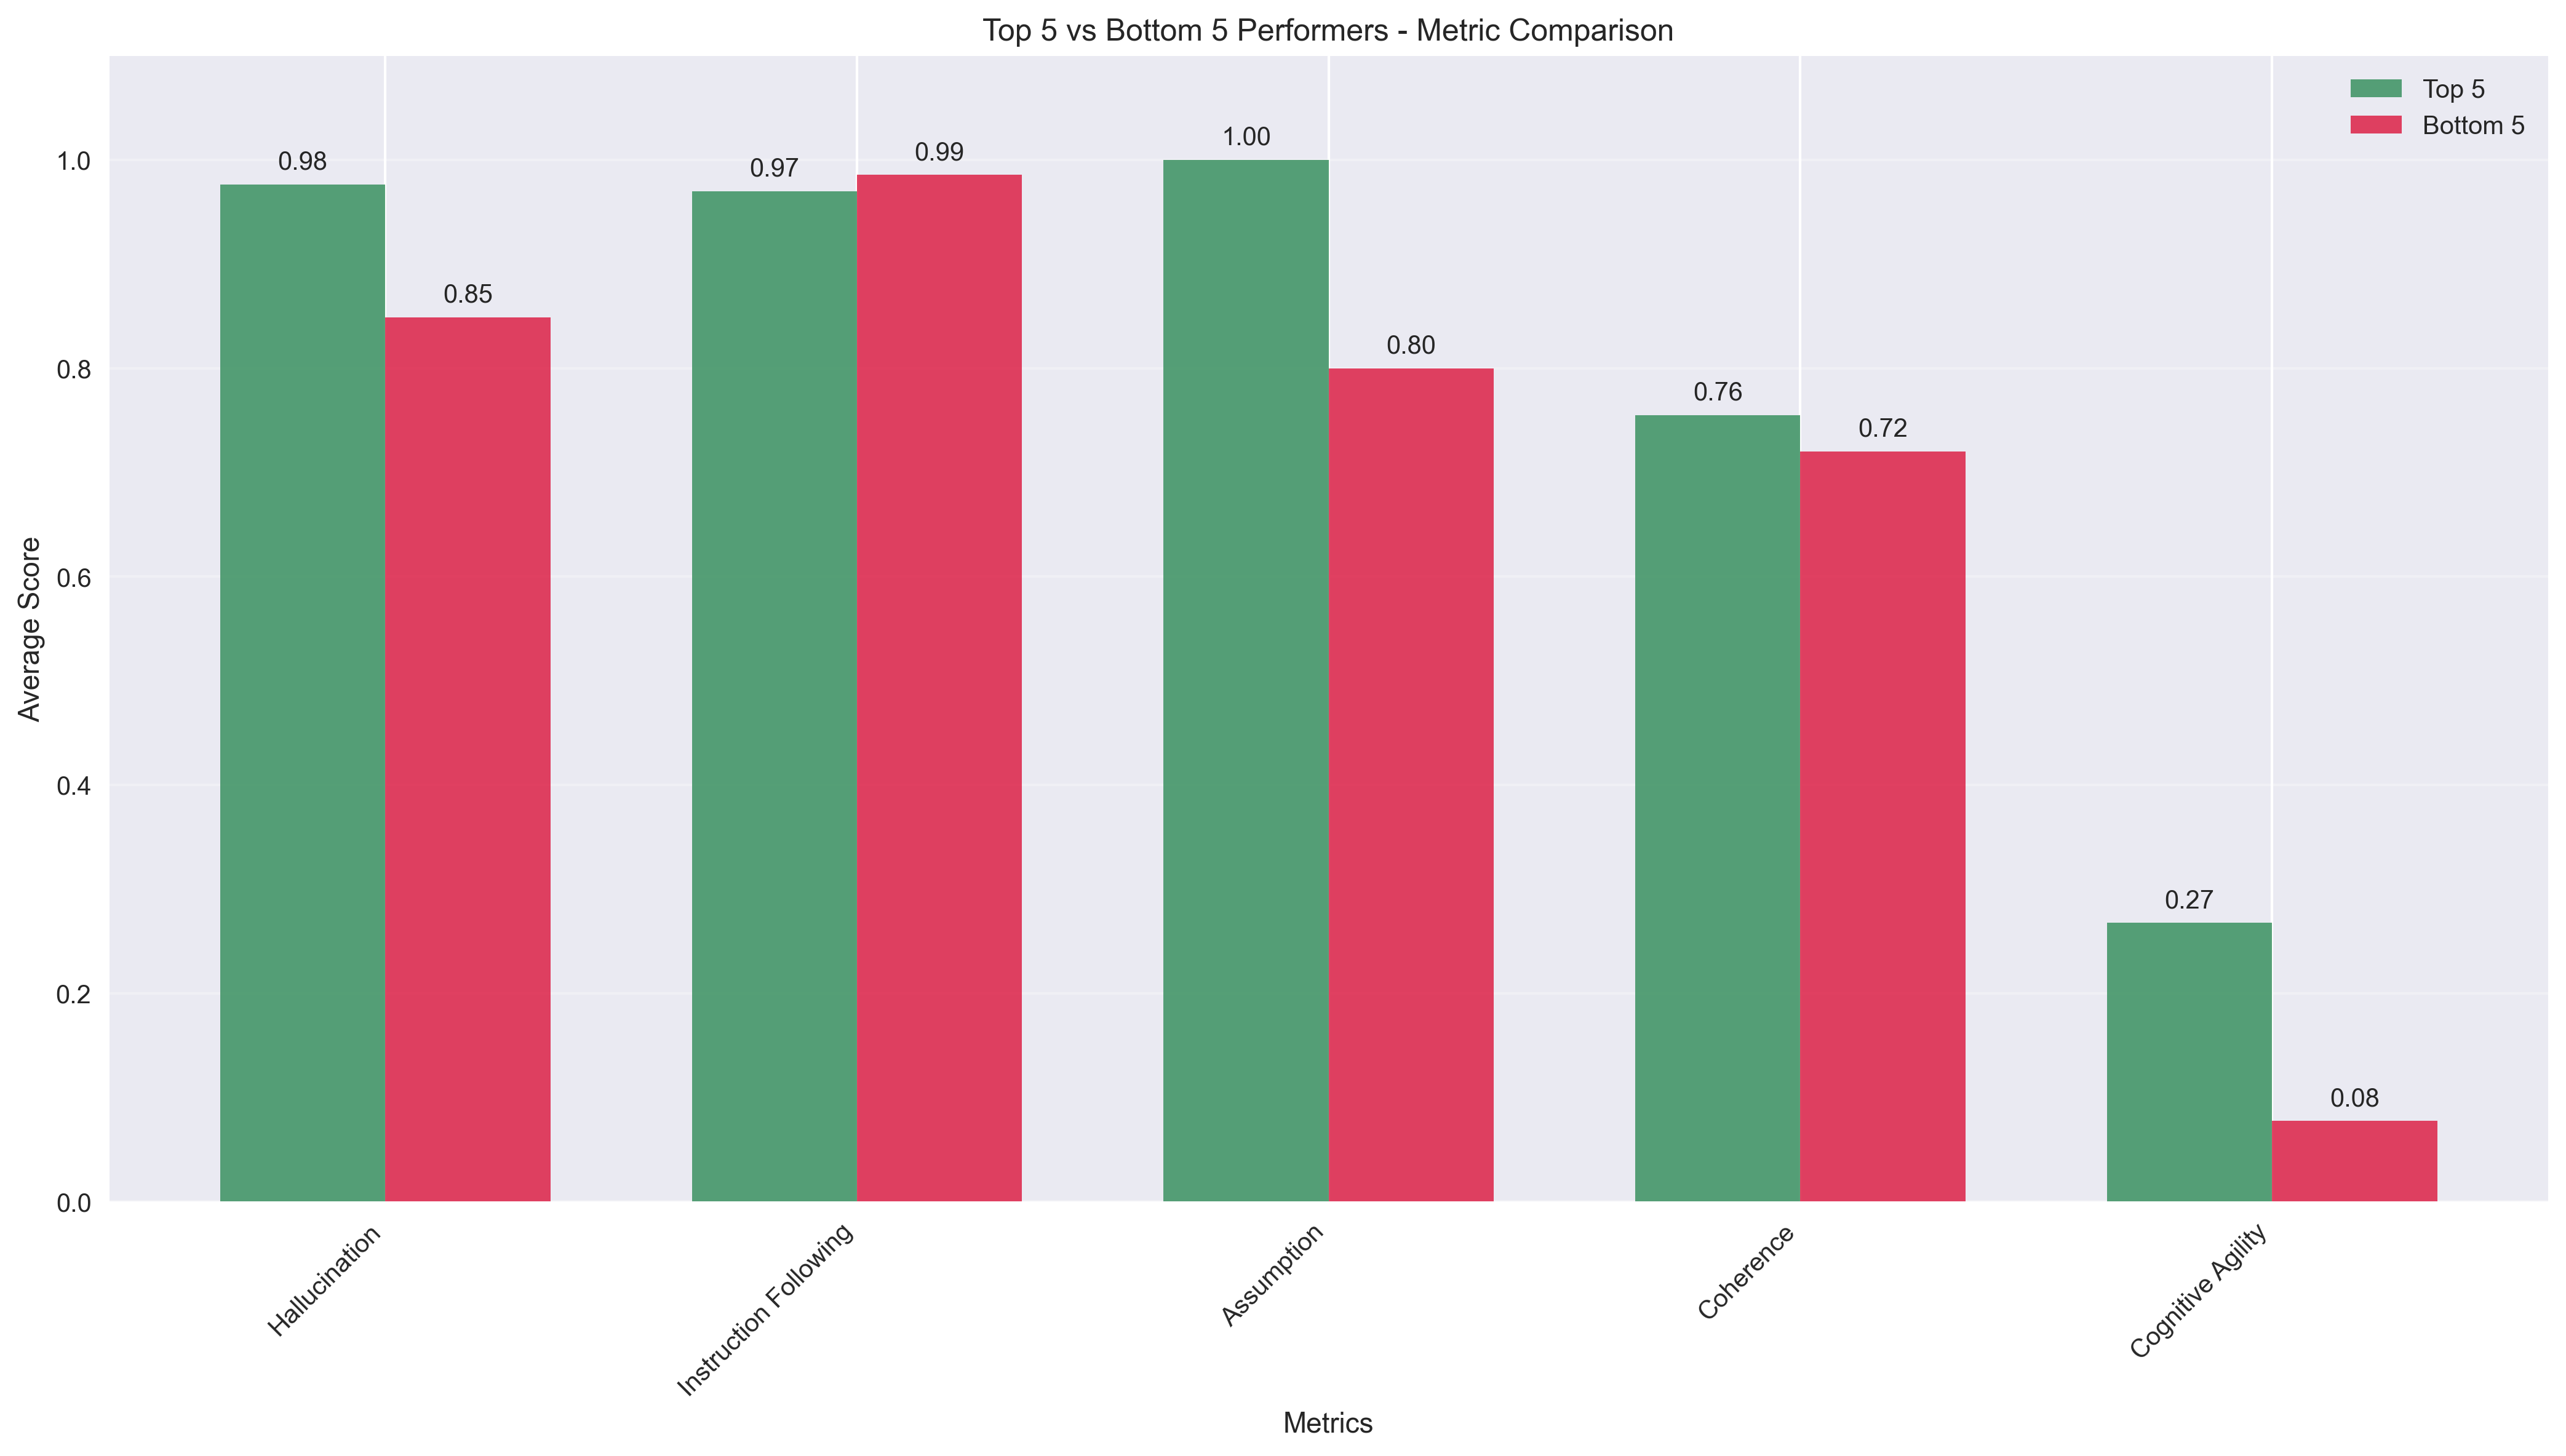 Top 5 vs Bottom 5 Performers - Metric Comparison
Top 5
Bottom 5
Average Score
1.0
0.8
0.6
0.4
0.2
0.0
0.98
0.85
0.97
0.99
1.00
0.80
0.76
0.72
0.27
0.08
Hallucination
Instruction Following
Assumption
Coherence
Cognitive Agility
Metrics